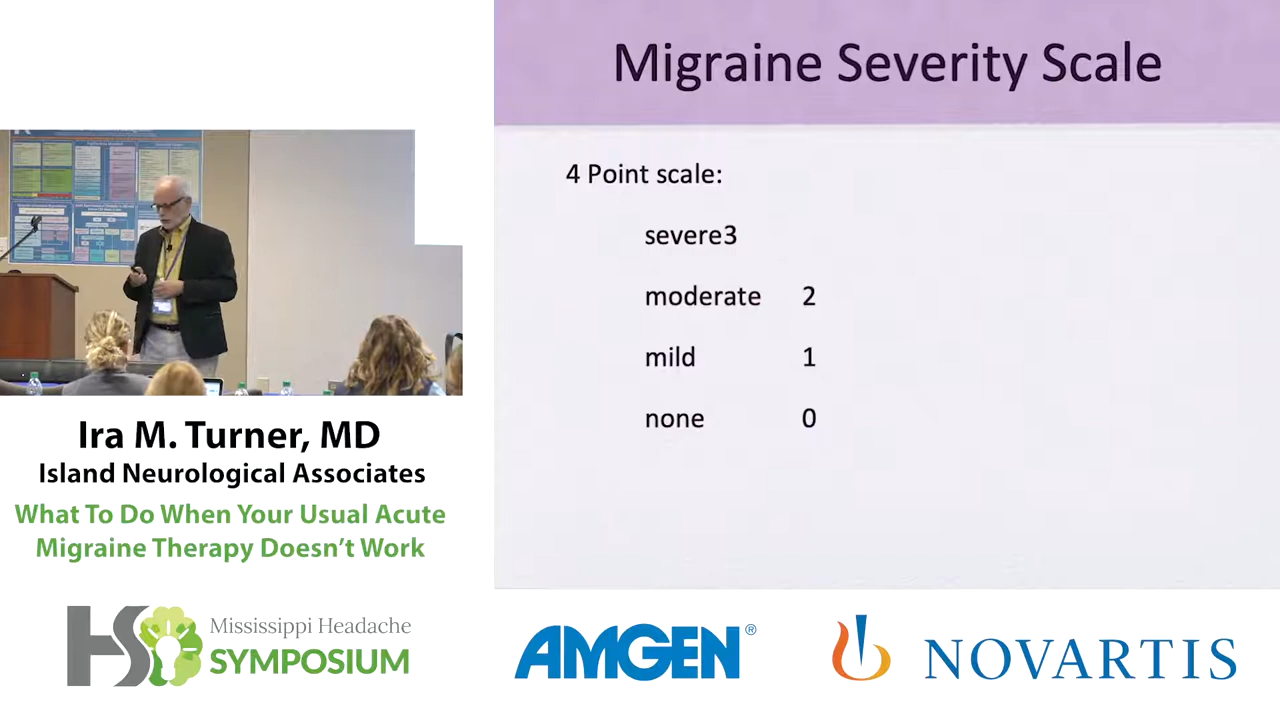 Migraine Severity Scale
4 Point scale:
severe3
moderate 2
mild 1
none 0
Ira M. Turner, MD
Island Neurological Associates
What To Do When Your Usual Acute
Migraine Therapy Doesn't Work
HS
Mississippi Headache
SYMPOSIUM
AMGEN®
NOVARTIS